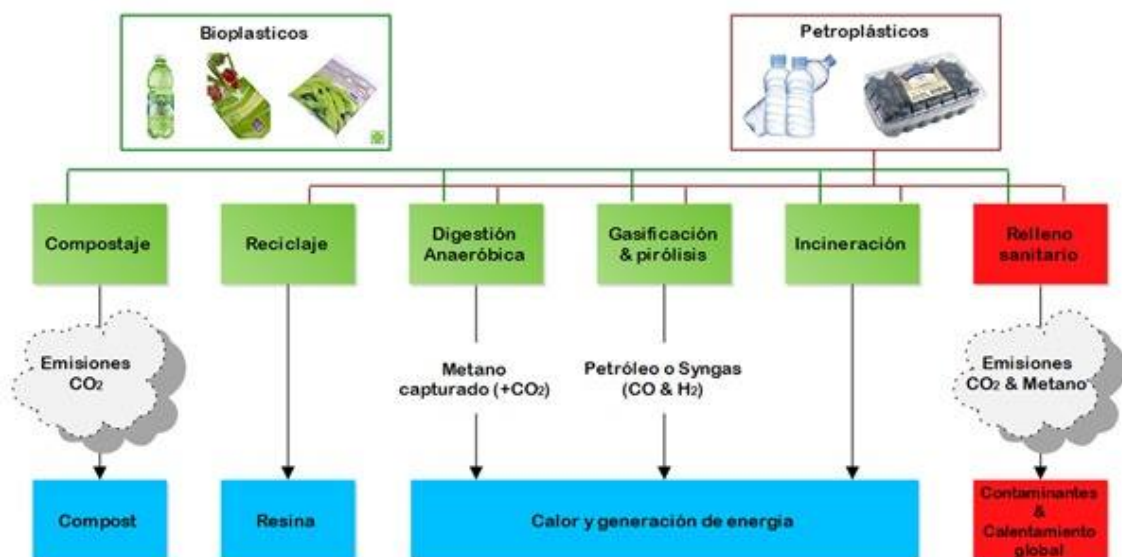 Bioplasticos
Petroplásticos
Compostaje
Reciclaje
Digestión
Anaeróbica
Gasificación
& pirólisis
Incineración
Relleno
sanitario
Emisiones
CO₂
Metano
capturado (+CO₂)
Petróleo o Syngas
(CO & H₂)
Emisiones
CO₂ & Metano
Compost
Resina
Calor y generación de energia
Contaminantes
&
Calentamiento
global